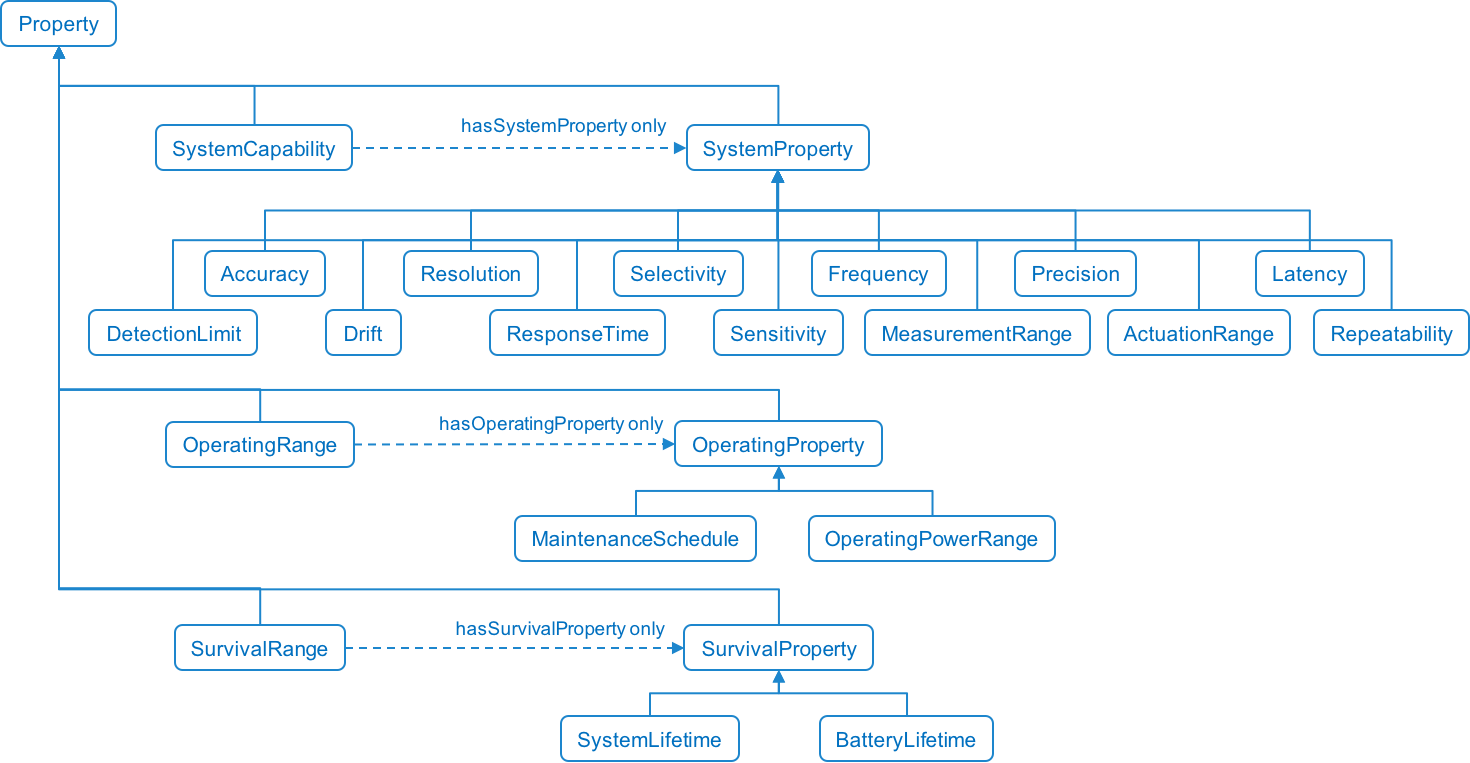 Property
hasSystemProperty only
SystemCapability
SystemProperty
Accuracy
Resolution
Selectivity
Frequency
Precision
Latency
DetectionLimit
Drift
ResponseTime
Sensitivity
MeasurementRange
ActuationRange
Repeatability
hasOperatingProperty only
OperatingRange
OperatingProperty
MaintenanceSchedule
OperatingPowerRange
hasSurvivalProperty only
SurvivalRange
SurvivalProperty
SystemLifetime
BatteryLifetime